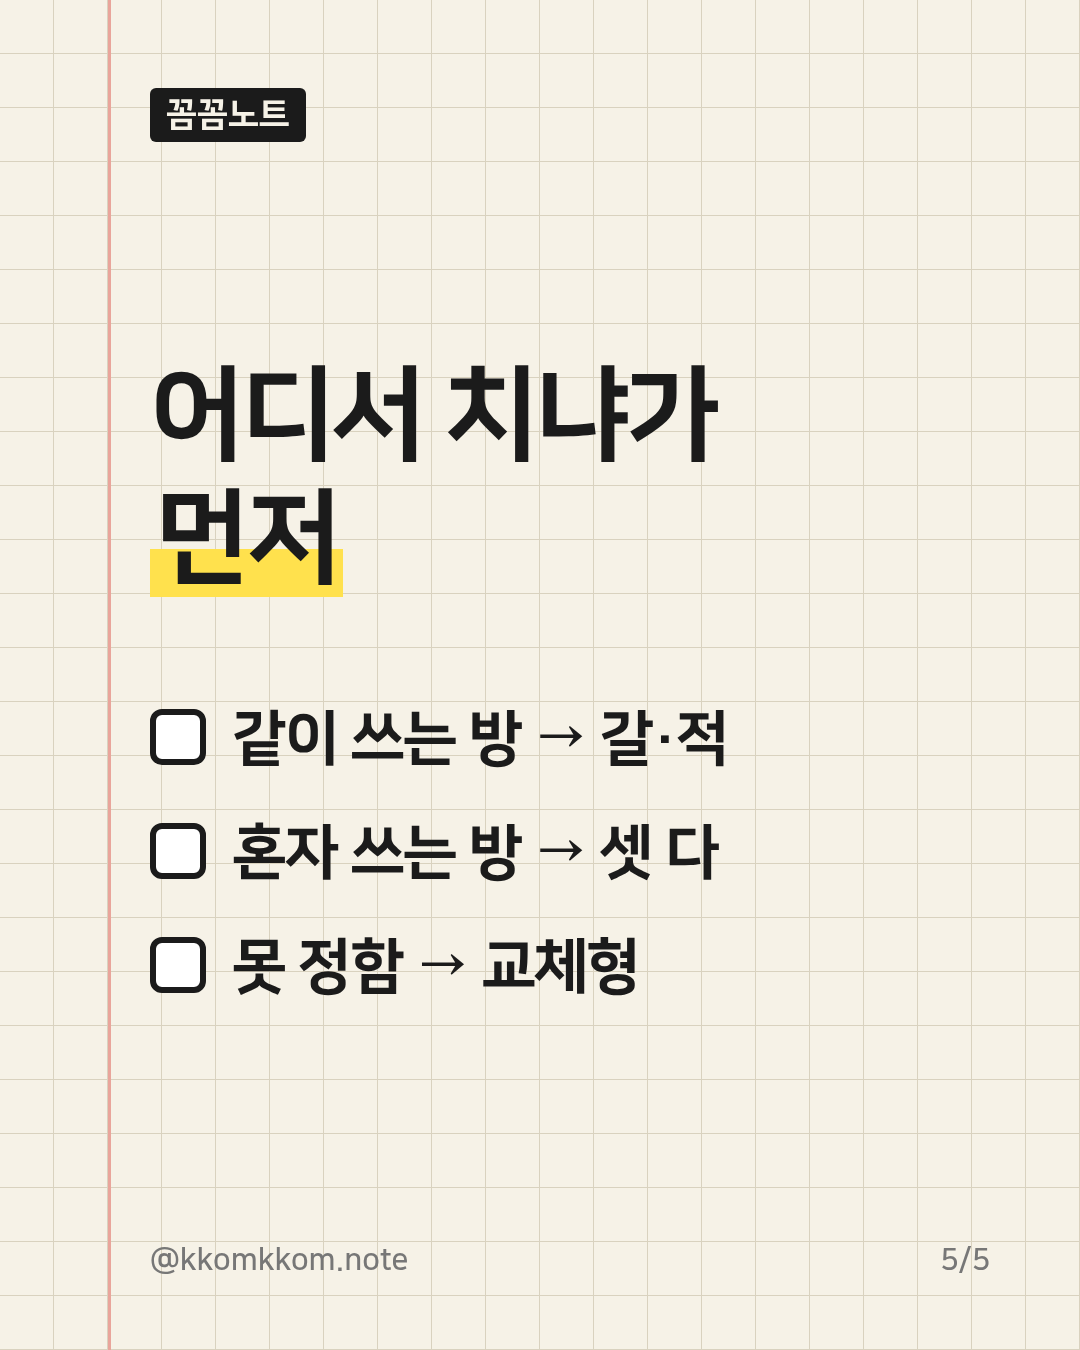 꼼꼼노트
어디서 치냐가
먼저
같이 쓰는 방 → 갈·적
혼자 쓰는 방 → 셋 다
못 정함 → 교체형
@kkomkkom.note
5/5